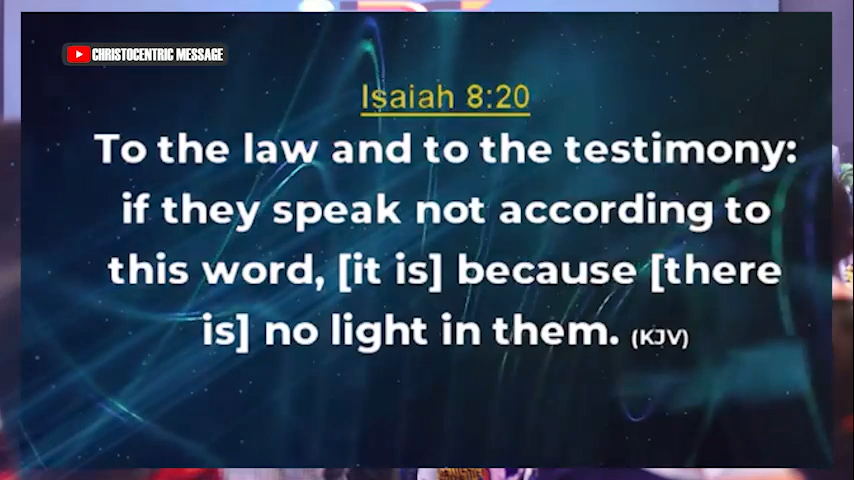 CHRISTOCENTRIC MESSAGE
Isaiah 8:20
To the law and to the testimony:
if they speak not according to
this word, [it is] because [there
is] no light in them. (KJV)